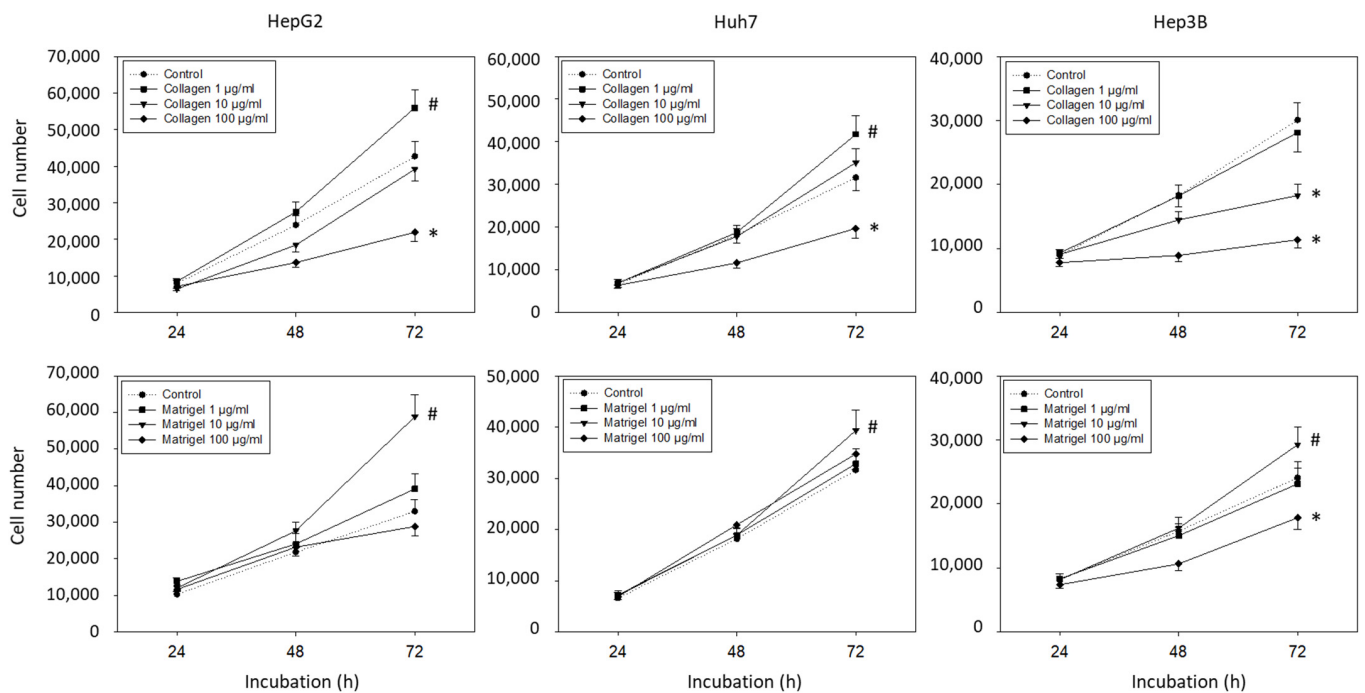 HepG2
Huh7
Hep3B
70,000
60,000
50,000
40,000
30,000
20,000
10,000
0
Cell number
Control
Collagen 1 µg/ml
Collagen 10 µg/ml
Collagen 100 µg/ml
#
*
24
48
72
60,000
50,000
40,000
30,000
20,000
10,000
0
Control
Collagen 1 µg/ml
Collagen 10 µg/ml
Collagen 100 µg/ml
#
*
24
48
72
40,000
30,000
20,000
10,000
0
Control
Collagen 1 µg/ml
Collagen 10 µg/ml
Collagen 100 µg/ml
*
*
24
48
72
70,000
60,000
50,000
40,000
30,000
20,000
10,000
0
Cell number
Control
Matrigel 1 µg/ml
Matrigel 10 µg/ml
Matrigel 100 µg/ml
#
24
48
72
Incubation (h)
50,000
40,000
30,000
20,000
10,000
0
Control
Matrigel 1 µg/ml
Matrigel 10 µg/ml
Matrigel 100 µg/ml
#
24
48
72
Incubation (h)
40,000
30,000
20,000
10,000
0
Control
Matrigel 1 µg/ml
Matrigel 10 µg/ml
Matrigel 100 µg/ml
#
*
24
48
72
Incubation (h)